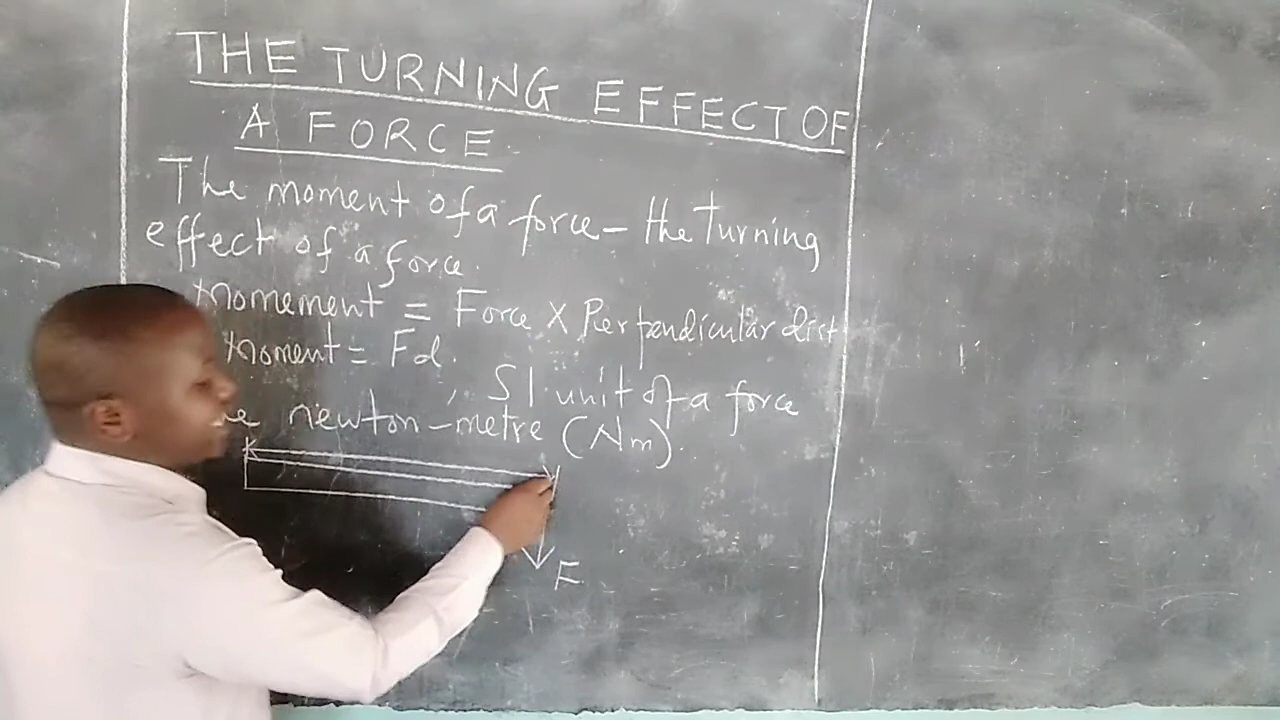 THE TURNING EFFECT OF
A FORCE.
The moment of a force – the turning
effect of a force.
Momement = Force X Perpendicular dist
Moment = Fd.
SI unit of a force
newton-metre (Nm).
F